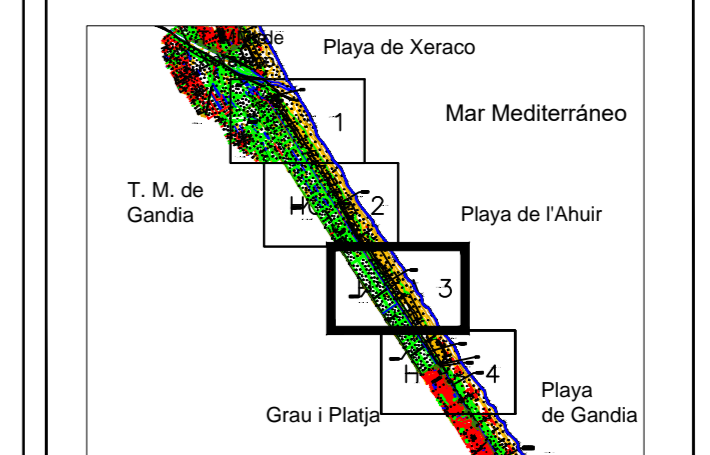 Playa de Xeraco
Mar Mediterráneo
1
T. M. de
Gandia
2
Playa de l'Ahuir
3
4
Grau i Platja
Playa
de Gandia